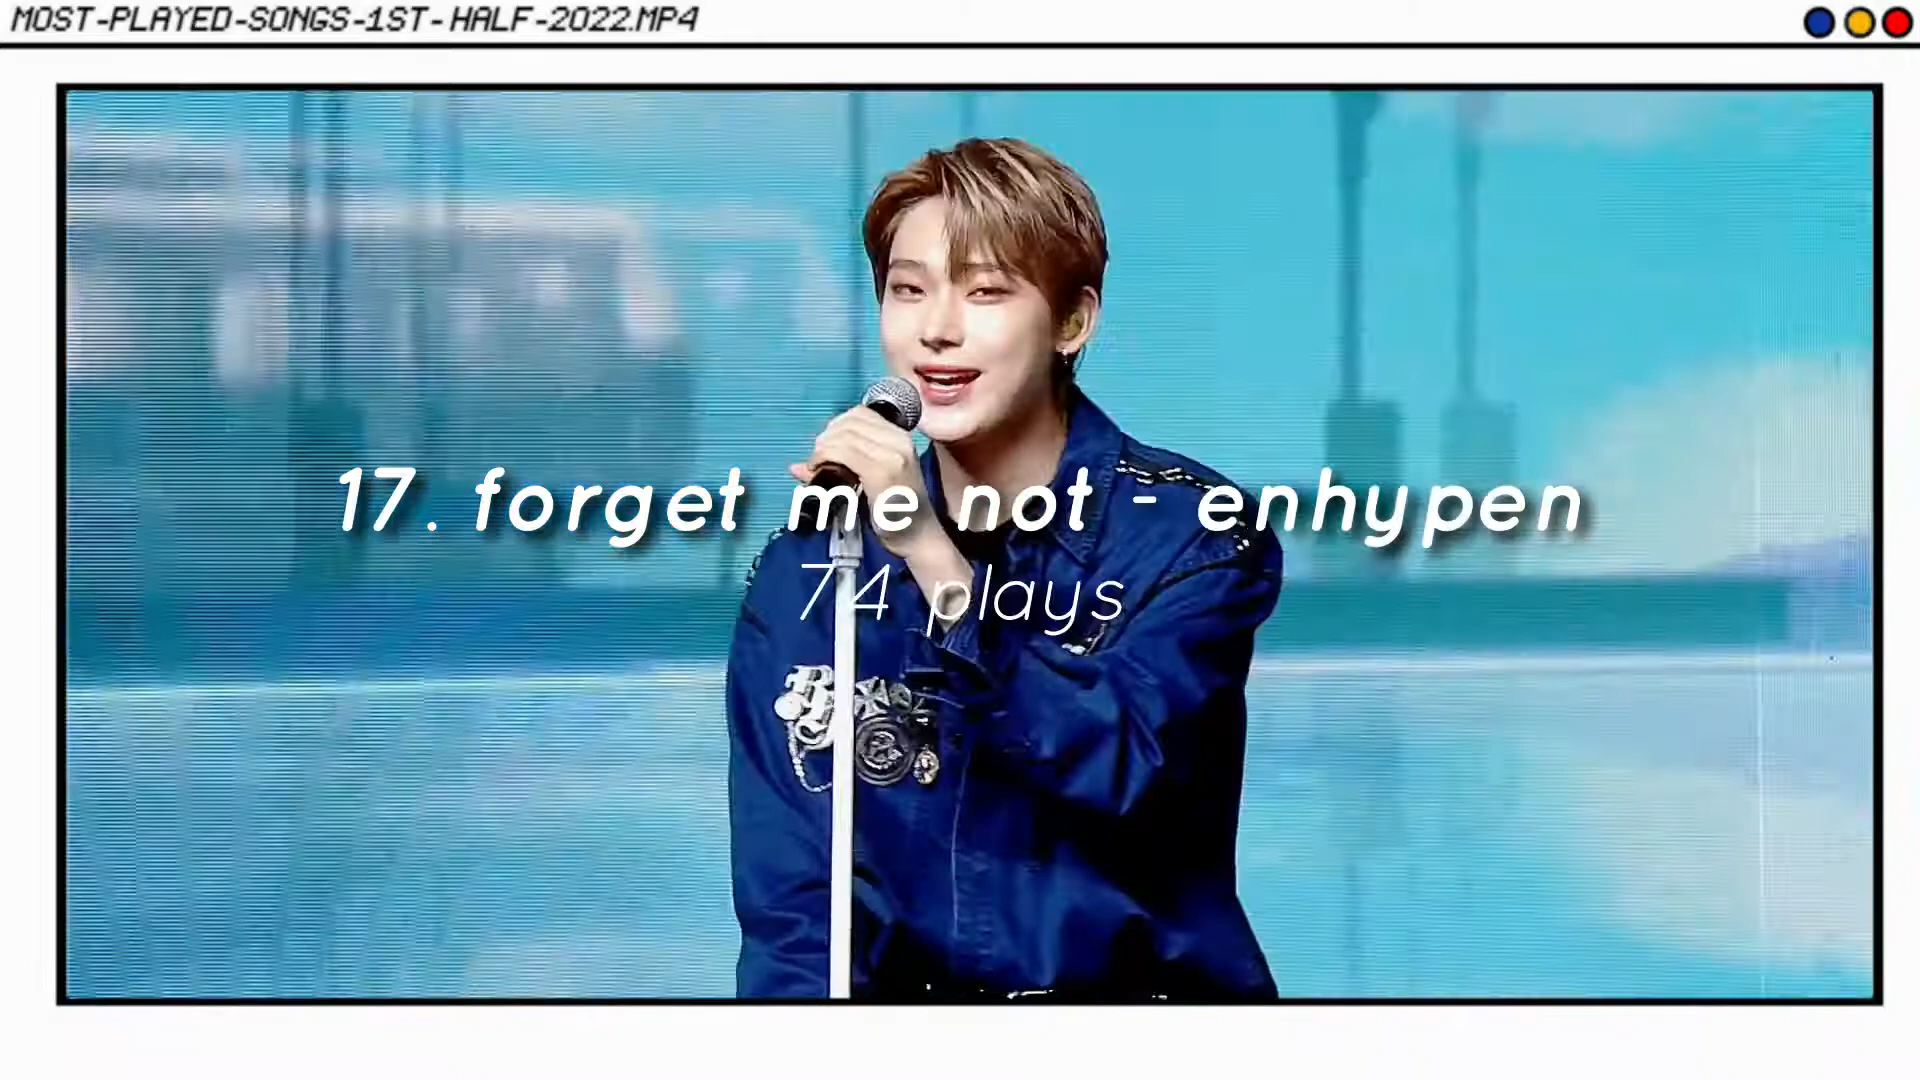 MOST-PLAYED-SONGS-1ST-HALF-2022.MP4
17. forget me not - enhypen
74 plays